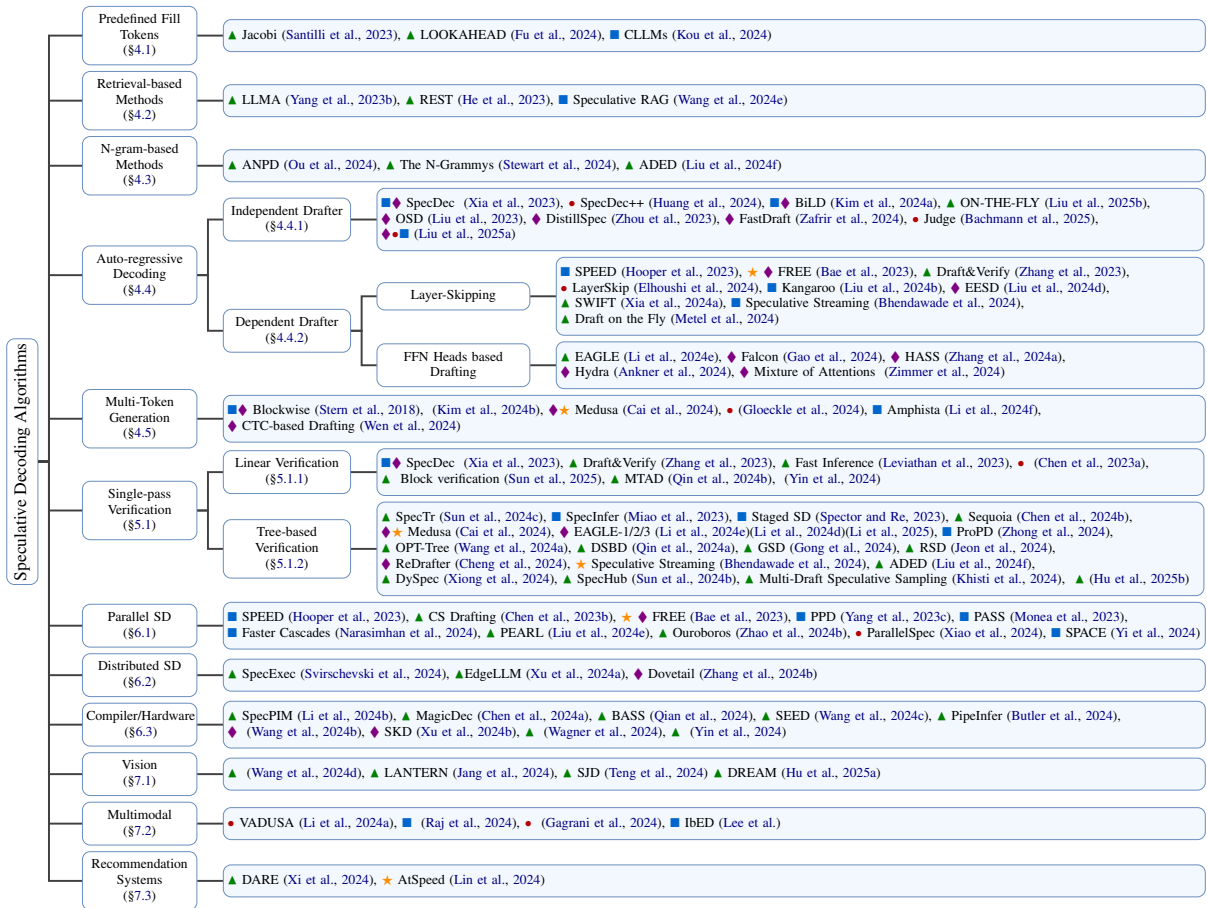 Speculative Decoding Algorithms
Predefined Fill
Tokens
(§4.1)
▲ Jacobi (Santilli et al., 2023), ▲ LOOKAHEAD (Fu et al., 2024), ■ CLLMs (Kou et al., 2024)
Retrieval-based
Methods
(§4.2)
▲ LLMA (Yang et al., 2023b), ▲ REST (He et al., 2023), ■ Speculative RAG (Wang et al., 2024e)
N-gram-based
Methods
(§4.3)
▲ ANPD (Ou et al., 2024), ▲ The N-Grammys (Stewart et al., 2024), ▲ ADED (Liu et al., 2024f)
Auto-regressive
Decoding
(§4.4)
Independent Drafter
(§4.4.1)
■♦ SpecDec (Xia et al., 2023), ● SpecDec++ (Huang et al., 2024), ■♦ BiLD (Kim et al., 2024a), ▲ ON-THE-FLY (Liu et al., 2025b),
♦ OSD (Liu et al., 2023), ♦ DistillSpec (Zhou et al., 2023), ♦ FastDraft (Zafrir et al., 2024), ● Judge (Bachmann et al., 2025),
♦●■ (Liu et al., 2025a)
Dependent Drafter
(§4.4.2)
Layer-Skipping
■ SPEED (Hooper et al., 2023), ★ ♦ FREE (Bae et al., 2023), ▲ Draft&Verify (Zhang et al., 2023),
● LayerSkip (Elhoushi et al., 2024), ■ Kangaroo (Liu et al., 2024b), ♦ EESD (Liu et al., 2024d),
▲ SWIFT (Xia et al., 2024a), ■ Speculative Streaming (Bhendawade et al., 2024),
▲ Draft on the Fly (Metel et al., 2024)
FFN Heads based
Drafting
▲ EAGLE (Li et al., 2024e), ♦ Falcon (Gao et al., 2024), ♦ HASS (Zhang et al., 2024a),
♦ Hydra (Ankner et al., 2024), ♦ Mixture of Attentions (Zimmer et al., 2024)
Multi-Token
Generation
(§4.5)
■♦ Blockwise (Stern et al., 2018), (Kim et al., 2024b), ♦★ Medusa (Cai et al., 2024), ● (Gloeckle et al., 2024), ■ Amphista (Li et al., 2024f),
♦ CTC-based Drafting (Wen et al., 2024)
Single-pass
Verification
(§5.1)
Linear Verification
(§5.1.1)
■♦ SpecDec (Xia et al., 2023), ▲ Draft&Verify (Zhang et al., 2023), ▲ Fast Inference (Leviathan et al., 2023), ● (Chen et al., 2023a),
▲ Block verification (Sun et al., 2025), ▲ MTAD (Qin et al., 2024b), (Yin et al., 2024)
Tree-based
Verification
(§5.1.2)
▲ SpecTr (Sun et al., 2024c), ■ SpecInfer (Miao et al., 2023), ■ Staged SD (Spector and Re, 2023), ▲ Sequoia (Chen et al., 2024b),
♦★ Medusa (Cai et al., 2024), ♦ EAGLE-1/2/3 (Li et al., 2024e)(Li et al., 2024d)(Li et al., 2025), ■ ProPD (Zhong et al., 2024),
▲ OPT-Tree (Wang et al., 2024a), ▲ DSBD (Qin et al., 2024a), ▲ GSD (Gong et al., 2024), ▲ RSD (Jeon et al., 2024),
♦ ReDrafter (Cheng et al., 2024), ★ Speculative Streaming (Bhendawade et al., 2024), ▲ ADED (Liu et al., 2024f),
▲ DySpec (Xiong et al., 2024), ▲ SpecHub (Sun et al., 2024b), ▲ Multi-Draft Speculative Sampling (Khisti et al., 2024), ▲ (Hu et al., 2025b)
Parallel SD
(§6.1)
■ SPEED (Hooper et al., 2023), ▲ CS Drafting (Chen et al., 2023b), ★ ♦ FREE (Bae et al., 2023), ■ PPD (Yang et al., 2023c), ■ PASS (Monea et al., 2023),
■ Faster Cascades (Narasimhan et al., 2024), ▲ PEARL (Liu et al., 2024e), ▲ Ouroboros (Zhao et al., 2024b), ● ParallelSpec (Xiao et al., 2024), ■ SPACE (Yi et al., 2024)
Distributed SD
(§6.2)
▲ SpecExec (Svirschevski et al., 2024), ▲EdgeLLM (Xu et al., 2024a), ♦ Dovetail (Zhang et al., 2024b)
Compiler/Hardware
(§6.3)
▲ SpecPIM (Li et al., 2024b), ▲ MagicDec (Chen et al., 2024a), ▲ BASS (Qian et al., 2024), ▲ SEED (Wang et al., 2024c), ▲ PipeInfer (Butler et al., 2024),
♦ (Wang et al., 2024b), ♦ SKD (Xu et al., 2024b), ▲ (Wagner et al., 2024), ▲ (Yin et al., 2024)
Vision
(§7.1)
▲ (Wang et al., 2024d), ▲ LANTERN (Jang et al., 2024), ▲ SJD (Teng et al., 2024) ▲ DREAM (Hu et al., 2025a)
Multimodal
(§7.2)
● VADUSA (Li et al., 2024a), ■ (Raj et al., 2024), ● (Gagrani et al., 2024), ■ IbED (Lee et al.)
Recommendation
Systems
(§7.3)
▲ DARE (Xi et al., 2024), ★ AtSpeed (Lin et al., 2024)